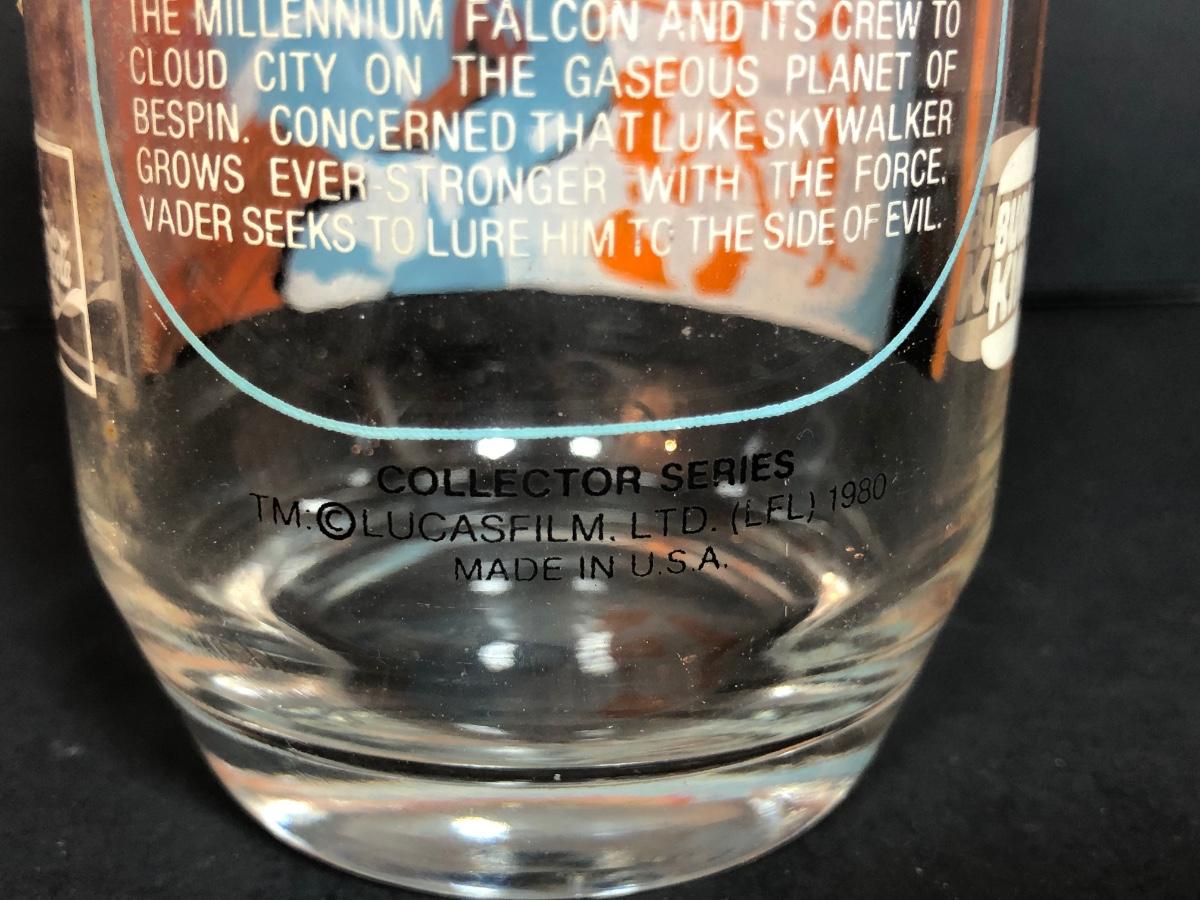 THE MILLENNIUM FALCON AND ITS CREW TO
CLOUD CITY ON THE GASEOUS PLANET OF
BESPIN. CONCERNED THAT LUKE SKYWALKER
GROWS EVER-STRONGER WITH THE FORCE,
VADER SEEKS TO LURE HIM TO THE SIDE OF EVIL.
COLLECTOR SERIES
TM:©LUCASFILM. LTD. (LFL) 1980
MADE IN U.S.A.